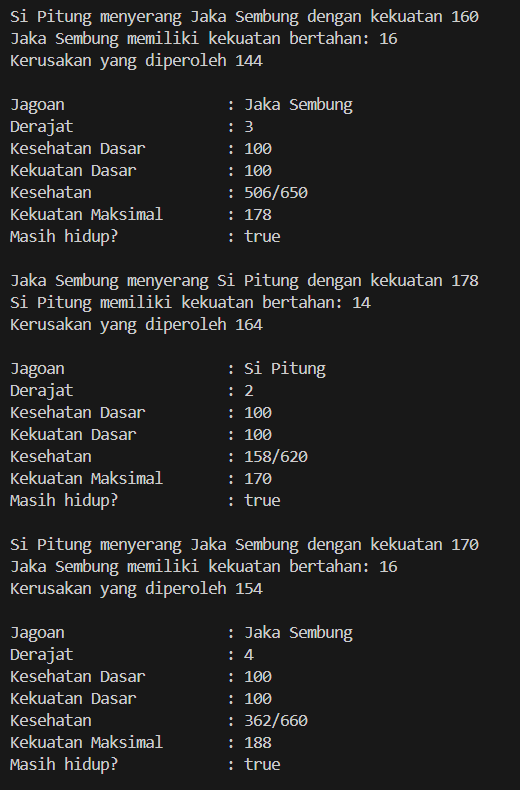 Si Pitung menyerang Jaka Sembung dengan kekuatan 160
Jaka Sembung memiliki kekuatan bertahan: 16
Kerusakan yang diperoleh 144
Jagoan : Jaka Sembung
Derajat : 3
Kesehatan Dasar : 100
Kekuatan Dasar : 100
Kesehatan : 506/650
Kekuatan Maksimal : 178
Masih hidup? : true
Jaka Sembung menyerang Si Pitung dengan kekuatan 178
Si Pitung memiliki kekuatan bertahan: 14
Kerusakan yang diperoleh 164
Jagoan : Si Pitung
Derajat : 2
Kesehatan Dasar : 100
Kekuatan Dasar : 100
Kesehatan : 158/620
Kekuatan Maksimal : 170
Masih hidup? : true
Si Pitung menyerang Jaka Sembung dengan kekuatan 170
Jaka Sembung memiliki kekuatan bertahan: 16
Kerusakan yang diperoleh 154
Jagoan : Jaka Sembung
Derajat : 4
Kesehatan Dasar : 100
Kekuatan Dasar : 100
Kesehatan : 362/660
Kekuatan Maksimal : 188
Masih hidup? : true